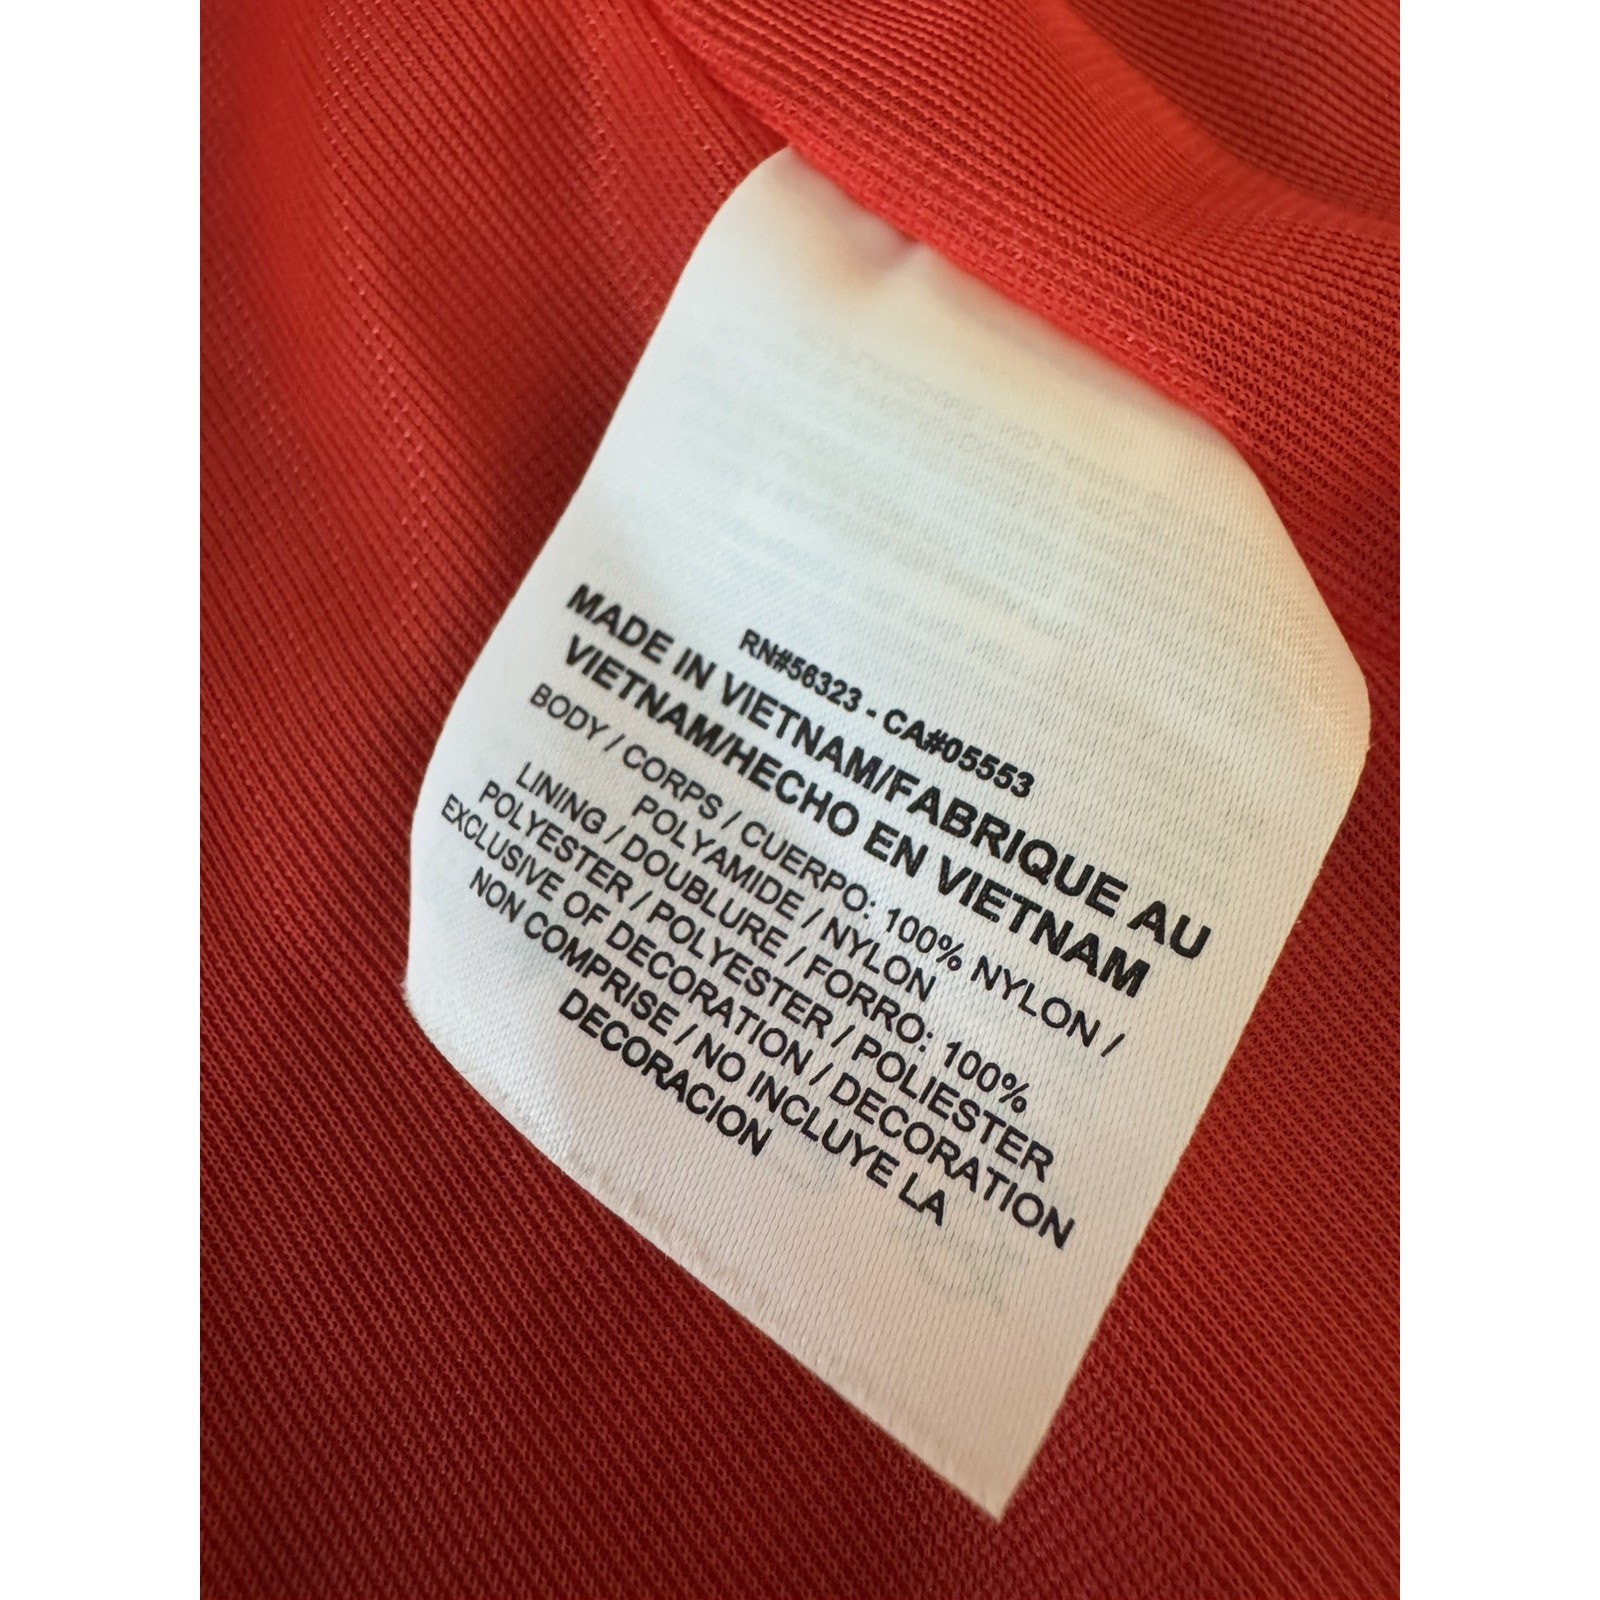 RN#56323 - CA#05553
MADE IN VIETNAM/FABRIQUE AU
VIETNAM/HECHO EN VIETNAM
BODY / CORPS / CUERPO: 100% NYLON /
POLYAMIDE / NYLON
LINING / DOUBLURE / FORRO: 100%
POLYESTER / POLYESTER / POLIESTER
EXCLUSIVE OF DECORATION / DECORATION
NON COMPRISE / NO INCLUYE LA
DECORACION